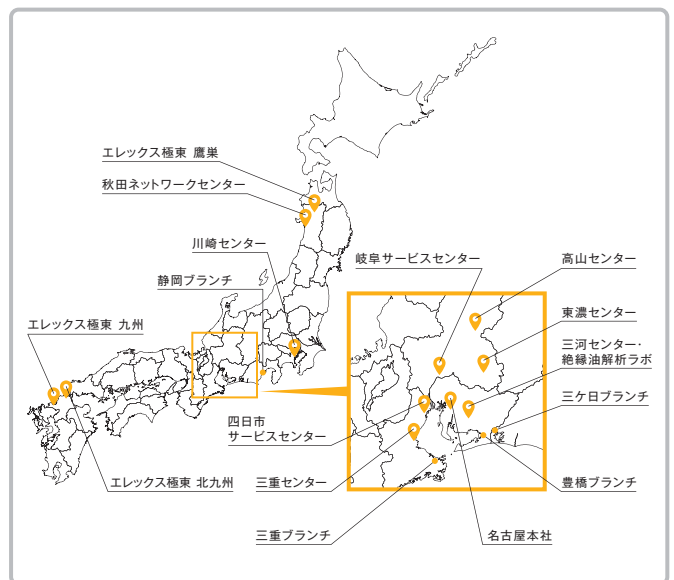 エレックス極東 鷹巣
秋田ネットワークセンター
川崎センター
静岡ブランチ
エレックス極東 九州
エレックス極東 北九州
岐阜サービスセンター
高山センター
東濃センター
三河センター・
絶縁油解析ラボ
三ケ日ブランチ
四日市
サービスセンター
三重センター
豊橋ブランチ
三重ブランチ
名古屋本社